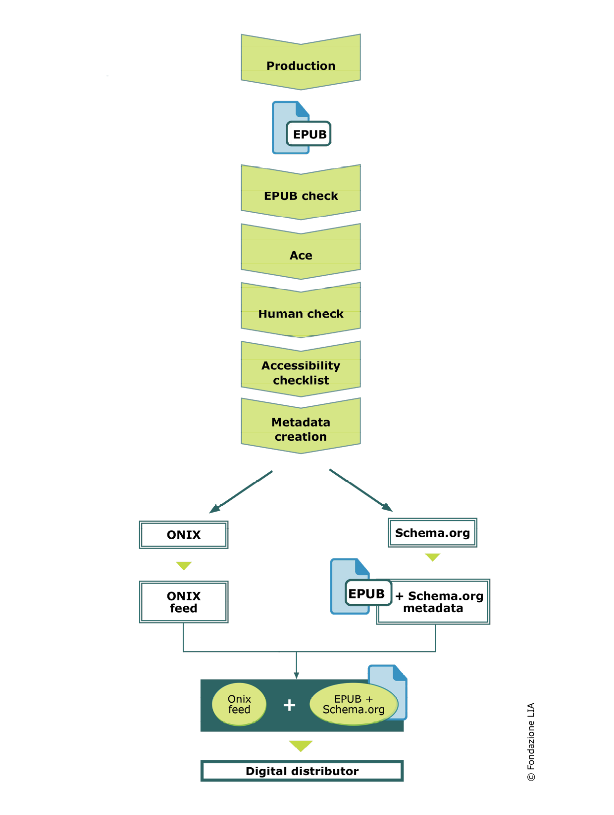 Production
EPUB
EPUB check
Ace
Human check
Accessibility
checklist
Metadata
creation
ONIX
Schema.org
ONIX
feed
EPUB
+ Schema.org
metadata
Onix
feed
+
EPUB +
Schema.org
Digital distributor
© Fondazione LIA